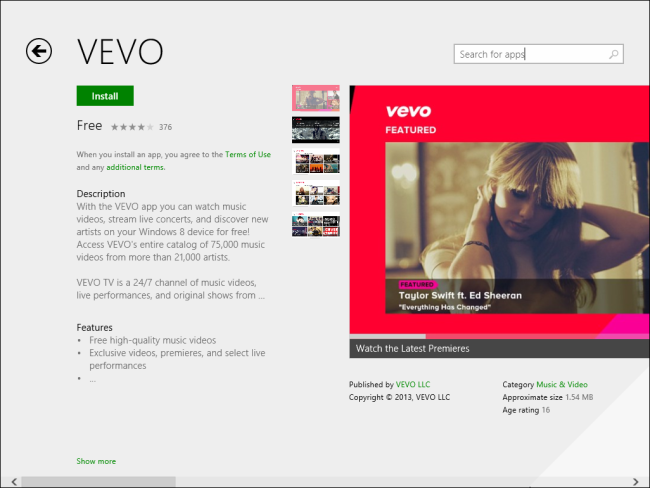 VEVO
Search for apps
Install
Free 376
When you install an app, you agree to the Terms of Use
and any additional terms.
Description
With the VEVO app you can watch music
videos, stream live concerts, and discover new
artists on your Windows 8 device for free!
Access VEVO's entire catalog of 75,000 music
videos from more than 21,000 artists.
VEVO TV is a 24/7 channel of music videos,
live performances, and original shows from ...
Features
• Free high-quality music videos
• Exclusive videos, premieres, and select live
performances
• ...
Show more
vevo
FEATURED
FEATURED
Taylor Swift ft. Ed Sheeran
"Everything Has Changed"
Watch the Latest Premieres
Published by VEVO LLC
Copyright © 2013, VEVO LLC
Category Music & Video
Approximate size 1.54 MB
Age rating 16